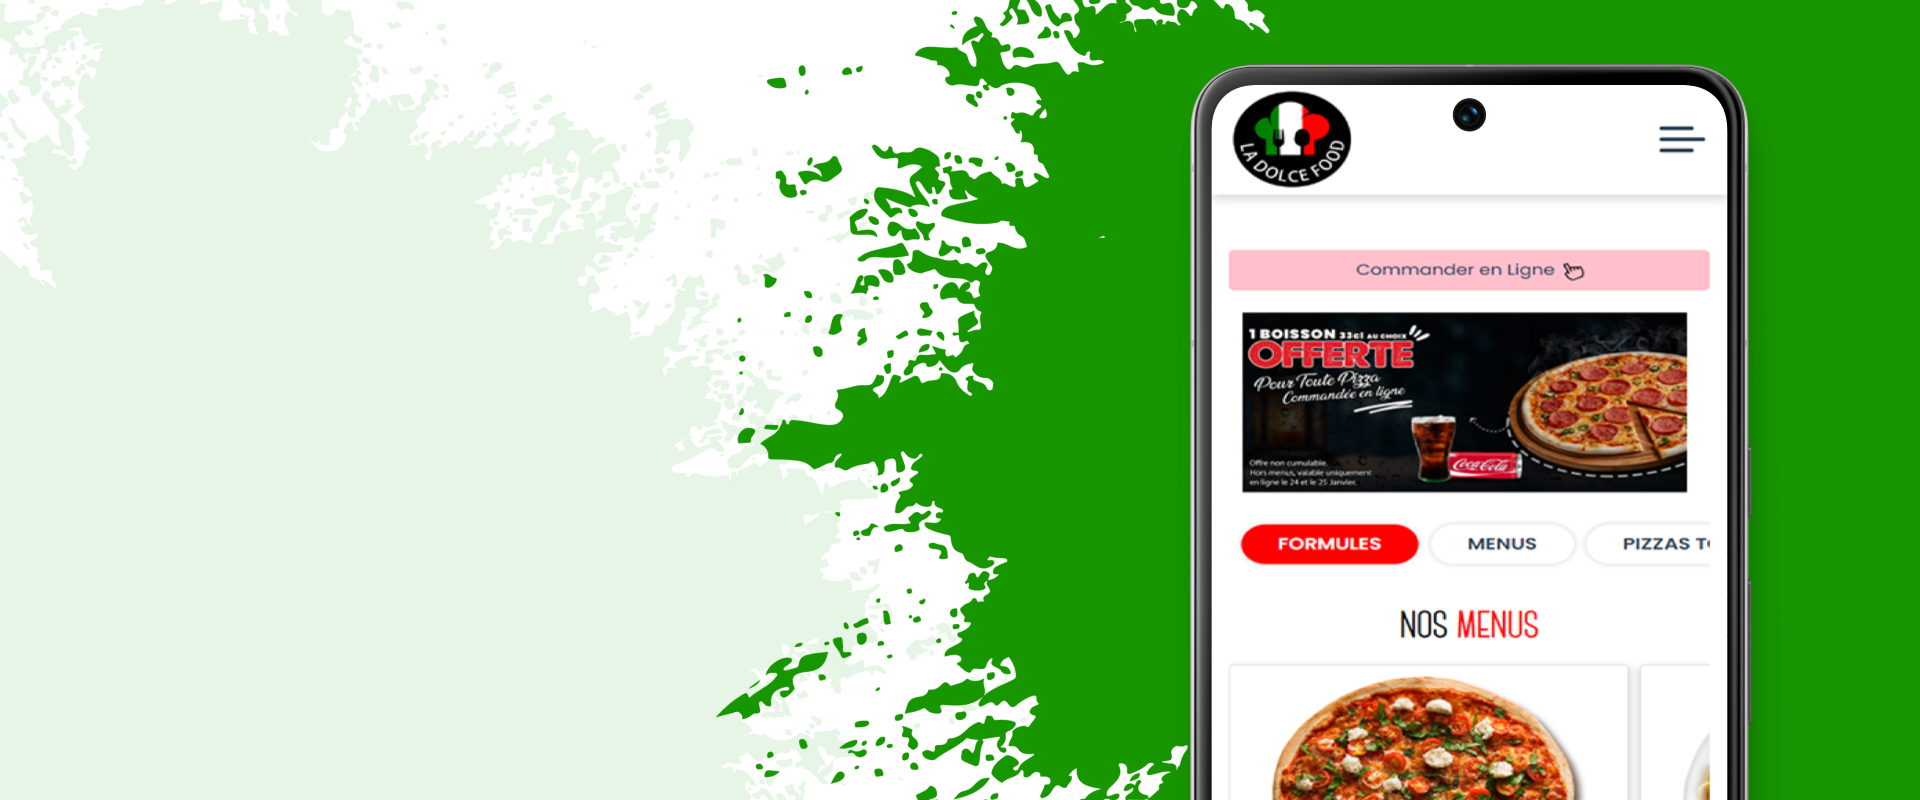 LA DOLCE FOOD
Commander en Ligne
1 BOISSON 33cl AU CHOIX
OFFERTE
Pour Toute Pizza
Commandée en ligne
Coca-Cola
Offre non cumulable.
Hors menus, valable uniquement
en ligne le 24 et le 25 Janvier.
FORMULES
MENUS
PIZZAS T
NOS MENUS